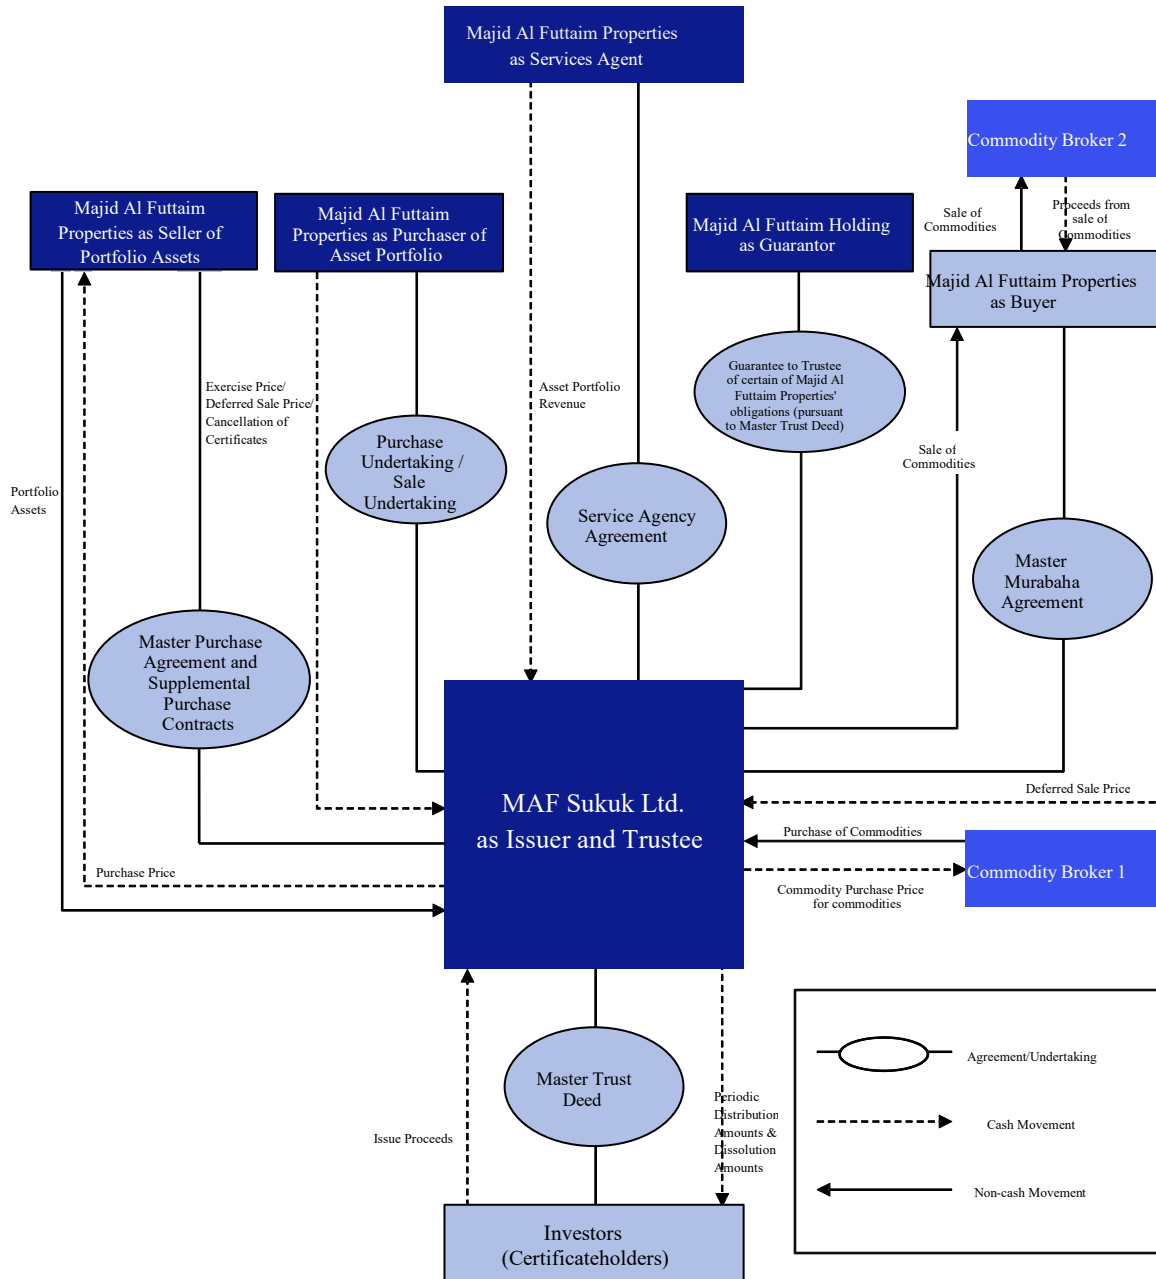 Majid Al Futtaim Properties
as Services Agent
Commodity Broker 2
Majid Al Futtaim
Properties as Seller of
Portfolio Assets
Majid Al Futtaim
Properties as Purchaser of
Asset Portfolio
Majid Al Futtaim Holding
as Guarantor
Sale of
Commodities
Proceeds from
sale of
Commodities
Majid Al Futtaim Properties
as Buyer
Exercise Price/
Deferred Sale Price/
Cancellation of
Certificates
Asset Portfolio
Revenue
Guarantee to Trustee
of certain of Majid Al
Futtaim Properties'
obligations (pursuant
to Master Trust Deed)
Purchase
Undertaking /
Sale
Undertaking
Sale of
Commodities
Portfolio
Assets
Service Agency
Agreement
Master
Murabaha
Agreement
Master Purchase
Agreement and
Supplemental
Purchase
Contracts
MAF Sukuk Ltd.
as Issuer and Trustee
Deferred Sale Price
Purchase of Commodities
Purchase Price
Commodity Broker 1
Commodity Purchase Price
for commodities
Master Trust
Deed
Issue Proceeds
Periodic
Distribution
Amounts &
Dissolution
Amounts
Agreement/Undertaking
Cash Movement
Non-cash Movement
Investors
(Certificateholders)